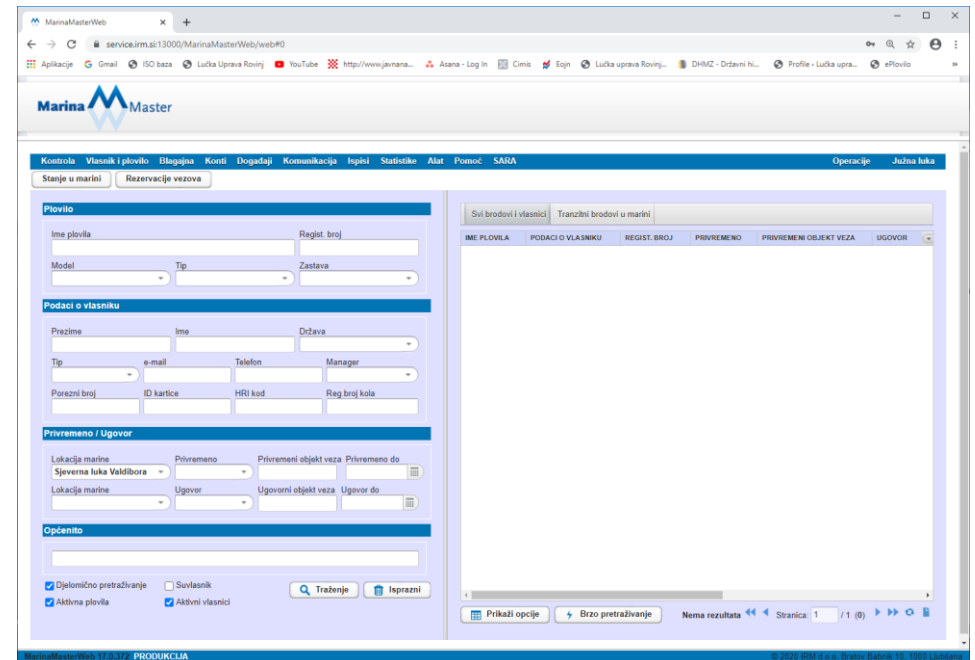 MarinaMasterWeb
service.irm.si:13000/MarinaMasterWeb/web#0
Aplikacije Gmail ISO baza Lučka Uprava Rovinj YouTube http://www.javnana... Asana - Log In Cimis Eojn Lučka uprava Rovinj... DHMZ - Državni hi... Profile ‹ Lučka upra... ePlovilo »
Marina Master
Kontrola Vlasnik i plovilo Blagajna Konti Događaji Komunikacija Ispisi Statistike Alat Pomoć SARA Operacije Južna luka
Stanje u marini Rezervacije vezova
Plovilo
Ime plovila Regist. broj
Model Tip Zastava
Podaci o vlasniku
Prezime Ime Država
Tip e-mail Telefon Manager
Porezni broj ID kartice HRI kod Reg.broj kola
Privremeno / Ugovor
Lokacija marine Privremeno Privremeni objekt veza Privremeno do
Sjeverna luka Valdibora
Lokacija marine Ugovor Ugovorni objekt veza Ugovor do
Općenito
Djelomično pretraživanje Suvlasnik
Aktivna plovila Aktivni vlasnici
Traženje Isprazni
Svi brodovi i vlasnici Tranzitni brodovi u marini
IME PLOVILA PODACI O VLASNIKU REGIST. BROJ PRIVREMENO PRIVREMENI OBJEKT VEZA UGOVOR
Prikaži opcije Brzo pretraživanje Nema rezultata Stranica: 1 / 1 (0)
MarinaMasterWeb 17.0.372 PRODUKCIJA © 2020 IRM d.o.o. Bratov Babnik 10, 1000 Ljubljana